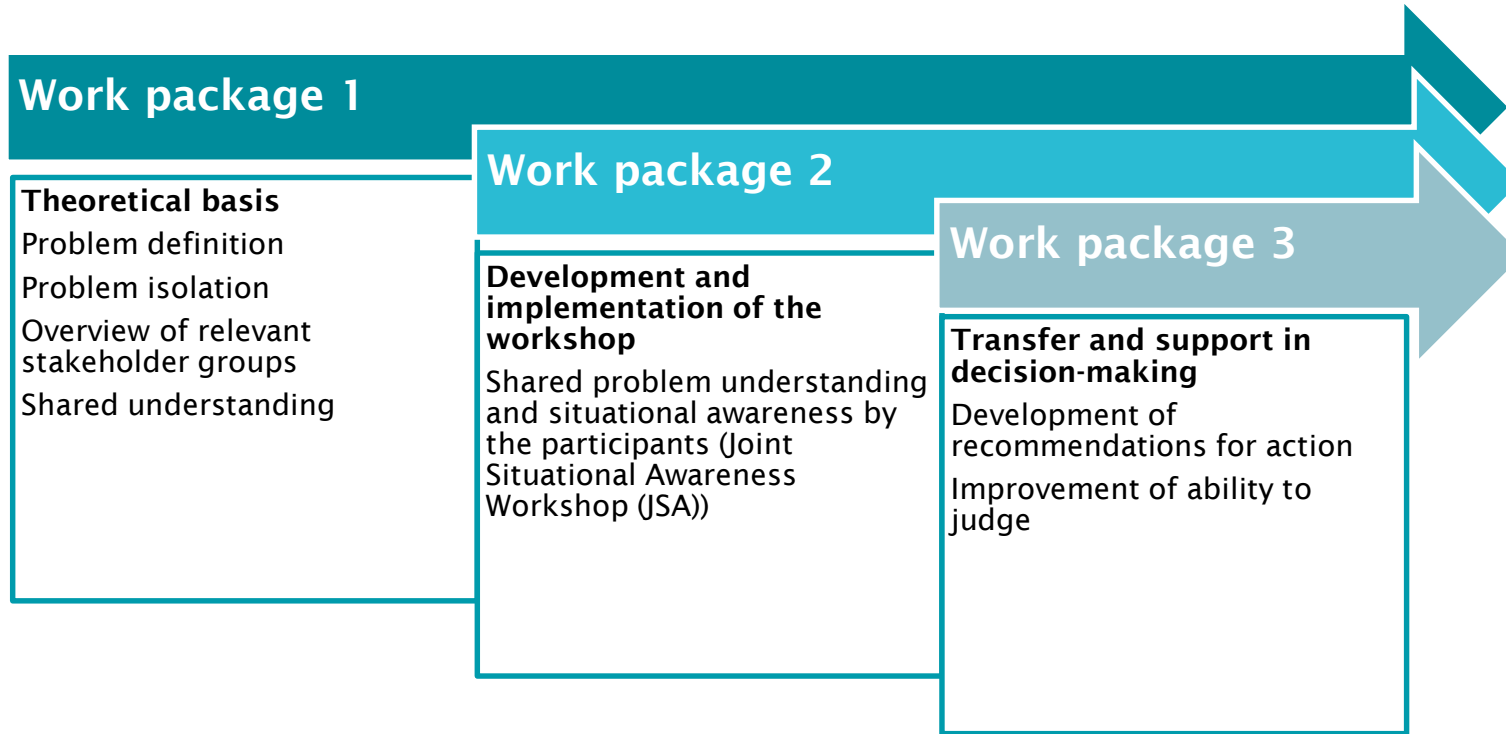 Work package 1
Theoretical basis
Problem definition
Problem isolation
Overview of relevant
stakeholder groups
Shared understanding
Work package 2
Development and
implementation of the
workshop
Shared problem understanding
and situational awareness by
the participants (Joint
Situational Awareness
Workshop (JSA))
Work package 3
Transfer and support in
decision-making
Development of
recommendations for action
Improvement of ability to
judge